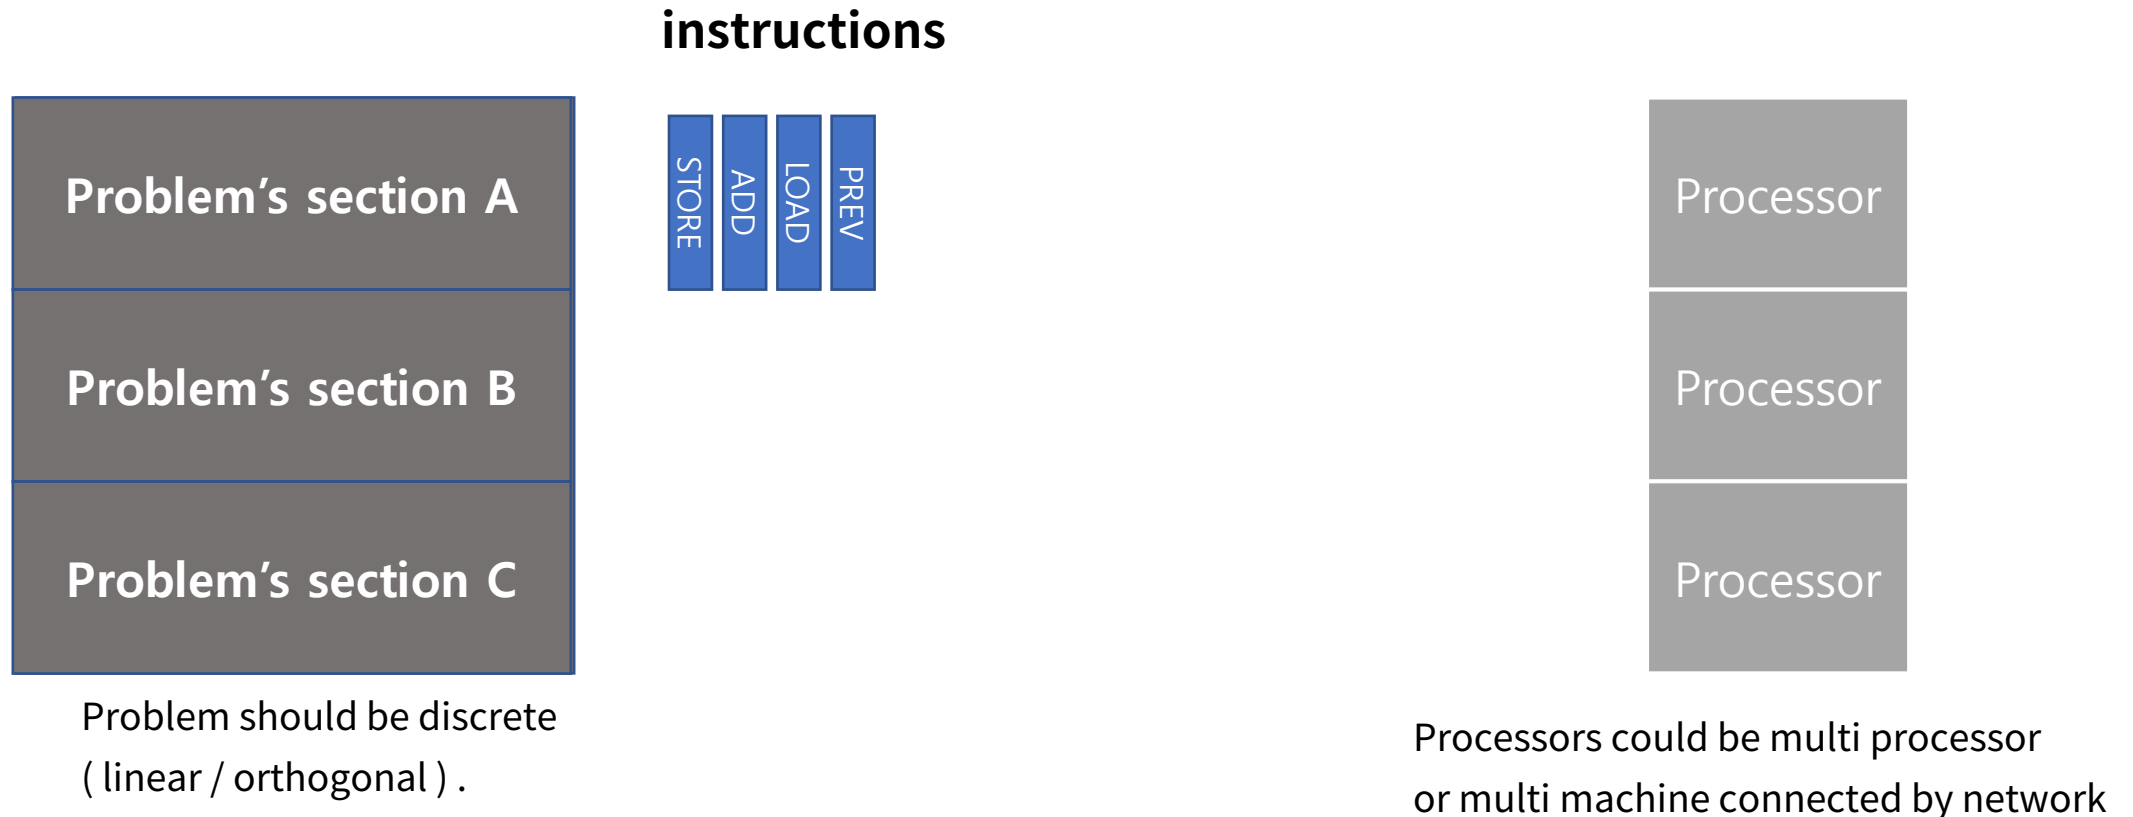 instructions
Problem's section A
STORE
ADD
LOAD
PREV
Processor
Problem's section B
Processor
Problem's section C
Processor
Problem should be discrete
( linear / orthogonal ) .
Processors could be multi processor
or multi machine connected by network